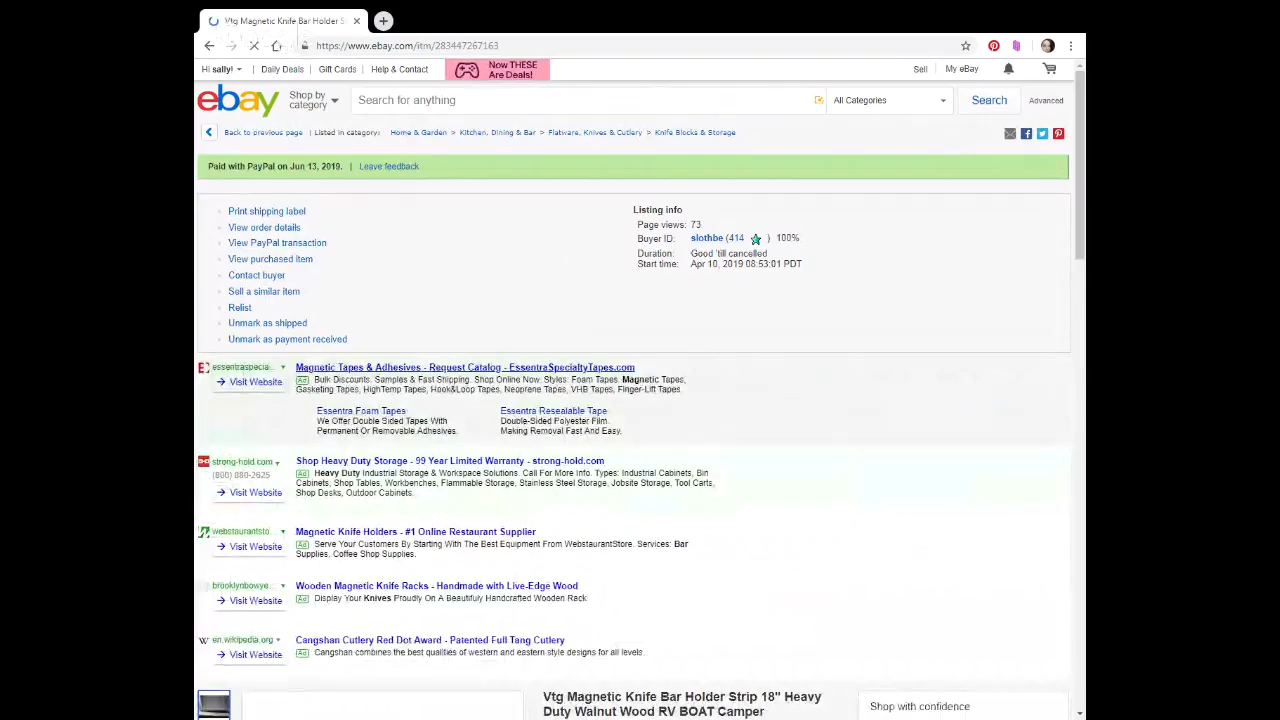 Vtg Magnetic Knife Bar Holder S
https://www.ebay.com/itm/283447267163
Hi sally! | Daily Deals | Gift Cards | Help & Contact
Now THESE
Are Deals!
Sell My eBay
ebay
Shop by
category
Search for anything
All Categories
Search
Advanced
Back to previous page | Listed in category: Home & Garden > Kitchen, Dining & Bar > Flatware, Knives & Cutlery > Knife Blocks & Storage
Paid with PayPal on Jun 13, 2019. | Leave feedback
Print shipping label
View order details
View PayPal transaction
View purchased item
Contact buyer
Sell a similar item
Relist
Unmark as shipped
Unmark as payment received
Listing info
Page views: 73
Buyer ID: slothbe (414 ) 100%
Duration: Good 'till cancelled
Start time: Apr 10, 2019 08:53:01 PDT
essentraspecia...
Visit Website
Magnetic Tapes & Adhesives - Request Catalog - EssentraSpecialtyTapes.com
Ad Bulk Discounts. Samples & Fast Shipping. Shop Online Now. Styles: Foam Tapes, Magnetic Tapes,
Gasketing Tapes, HighTemp Tapes, Hook&Loop Tapes, Neoprene Tapes, VHB Tapes, Finger-Lift Tapes.
Essentra Foam Tapes
We Offer Double Sided Tapes With
Permanent Or Removable Adhesives.
Essentra Resealable Tape
Double-Sided Polyester Film.
Making Removal Fast And Easy.
strong-hold.com
(800) 880-2625
Visit Website
Shop Heavy Duty Storage - 99 Year Limited Warranty - strong-hold.com
Ad Heavy Duty Industrial Storage & Workspace Solutions. Call For More Info. Types: Industrial Cabinets, Bin
Cabinets, Shop Tables, Workbenches, Flammable Storage, Stainless Steel Storage, Jobsite Storage, Tool Carts,
Shop Desks, Outdoor Cabinets.
webstaurantsto...
Visit Website
Magnetic Knife Holders - #1 Online Restaurant Supplier
Ad Serve Your Customers By Starting With The Best Equipment From WebstaurantStore. Services: Bar
Supplies, Coffee Shop Supplies.
brooklynbowye...
Visit Website
Wooden Magnetic Knife Racks - Handmade with Live-Edge Wood
Ad Display Your Knives Proudly On A Beautifuly Handcrafted Wooden Rack
en.wikipedia.org
Visit Website
Cangshan Cutlery Red Dot Award - Patented Full Tang Cutlery
Ad Cangshan combines the best qualities of western and eastern style designs for all levels.
Vtg Magnetic Knife Bar Holder Strip 18" Heavy
Duty Walnut Wood RV BOAT Camper
Shop with confidence